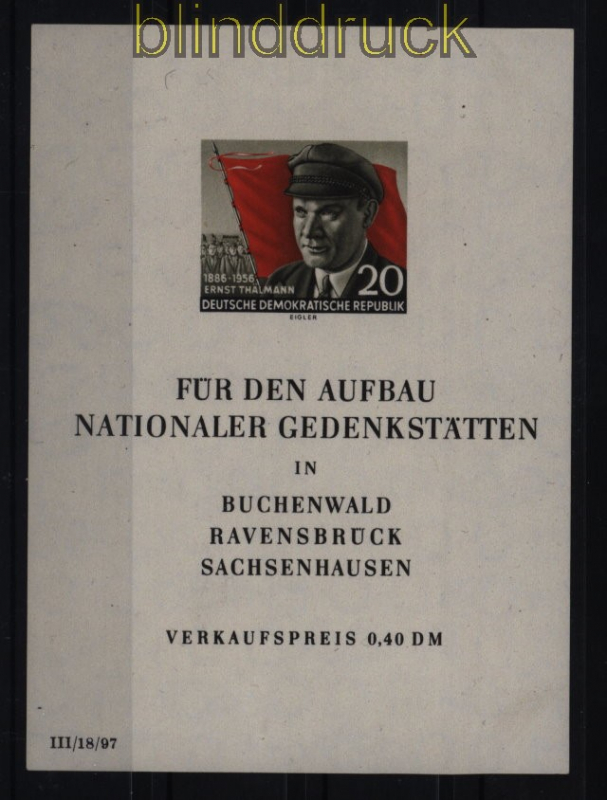 blinddruck
1886-1956
ERNST THÄLMANN
20
DEUTSCHE DEMOKRATISCHE REPUBLIK
EIGLER
FÜR DEN AUFBAU
NATIONALER GEDENKSTÄTTEN
IN
BUCHENWALD
RAVENSBRÜCK
SACHSENHAUSEN
VERKAUFSPREIS 0,40 DM
III/18/97